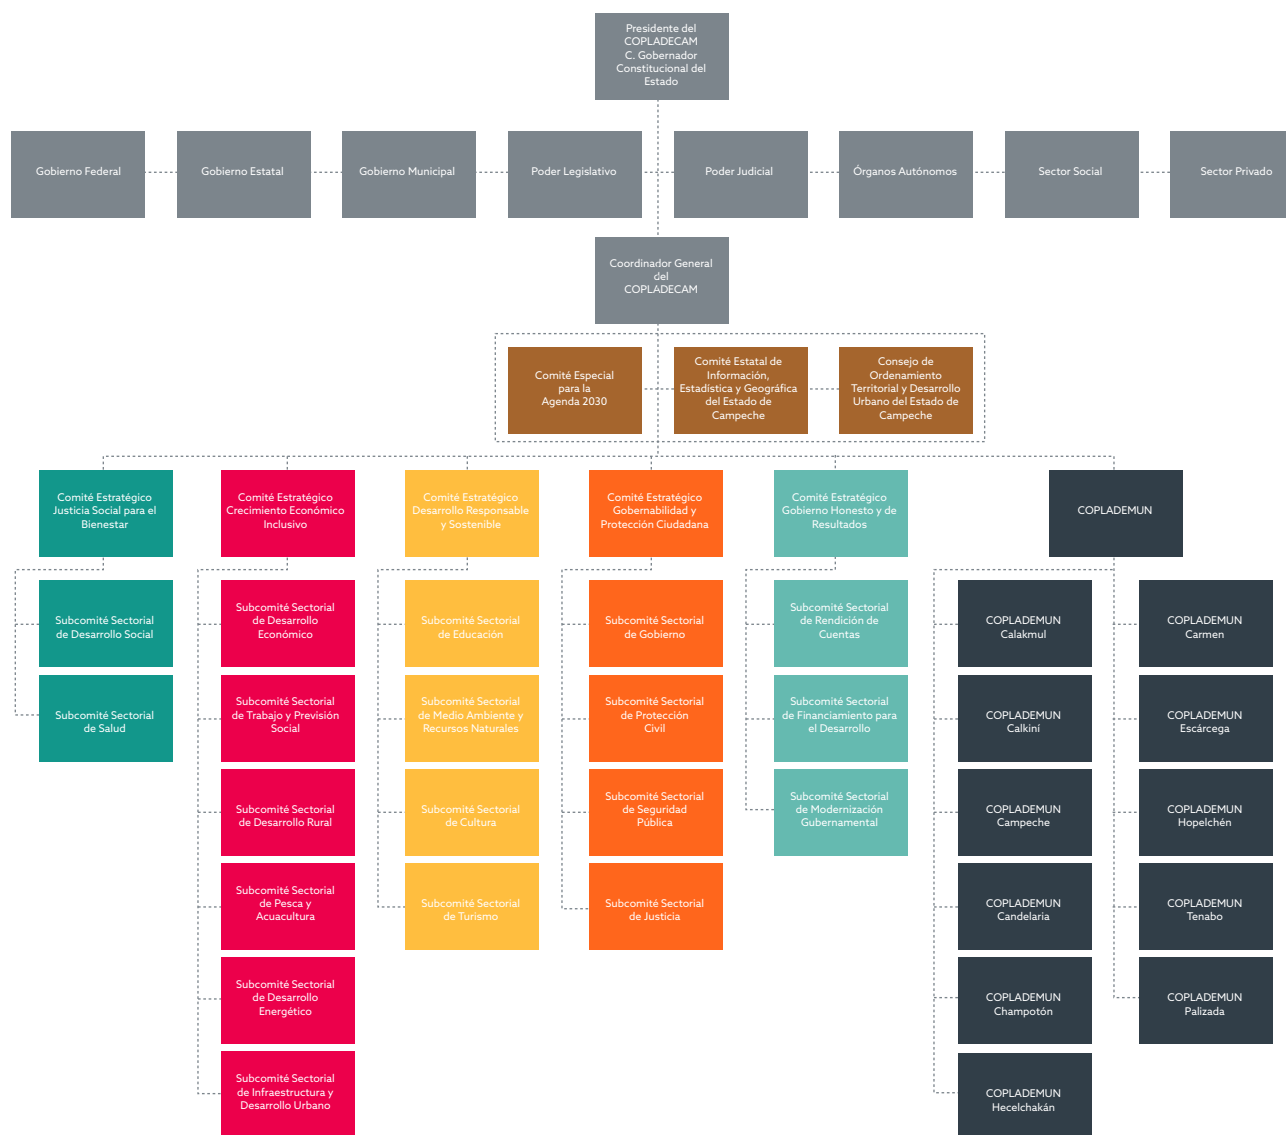 Presidente del
COPLADECAM
C. Gobernador
Constitucional del
Estado
Gobierno Federal
Gobierno Estatal
Gobierno Municipal
Poder Legislativo
Poder Judicial
Órganos Autónomos
Sector Social
Sector Privado
Coordinador General
del
COPLADECAM
Comité Especial
para la
Agenda 2030
Comité Estatal de
Información,
Estadística y Geográfica
del Estado de
Campeche
Consejo de
Ordenamiento
Territorial y Desarrollo
Urbano del Estado de
Campeche
Comité Estratégico
Justicia Social para el
Bienestar
Comité Estratégico
Crecimiento Económico
Inclusivo
Comité Estratégico
Desarrollo Responsable
y Sostenible
Comité Estratégico
Gobernabilidad y
Protección Ciudadana
Comité Estratégico
Gobierno Honesto y de
Resultados
COPLADEMUN
Subcomité Sectorial
de Desarrollo Social
Subcomité Sectorial
de Salud
Subcomité Sectorial
de Desarrollo
Económico
Subcomité Sectorial
de Trabajo y Previsión
Social
Subcomité Sectorial
de Desarrollo Rural
Subcomité Sectorial
de Pesca y
Acuacultura
Subcomité Sectorial
de Desarrollo
Energético
Subcomité Sectorial
de Infraestructura y
Desarrollo Urbano
Subcomité Sectorial
de Educación
Subcomité Sectorial
de Medio Ambiente y
Recursos Naturales
Subcomité Sectorial
de Cultura
Subcomité Sectorial
de Turismo
Subcomité Sectorial
de Gobierno
Subcomité Sectorial
de Protección
Civil
Subcomité Sectorial
de Seguridad
Pública
Subcomité Sectorial
de Justicia
Subcomité Sectorial
de Rendición de
Cuentas
Subcomité Sectorial
de Financiamiento para
el Desarrollo
Subcomité Sectorial
de Modernización
Gubernamental
COPLADEMUN
Calakmul
COPLADEMUN
Calkiní
COPLADEMUN
Campeche
COPLADEMUN
Candelaria
COPLADEMUN
Champotón
COPLADEMUN
Hecelchakán
COPLADEMUN
Carmen
COPLADEMUN
Escárcega
COPLADEMUN
Hopelchén
COPLADEMUN
Tenabo
COPLADEMUN
Palizada